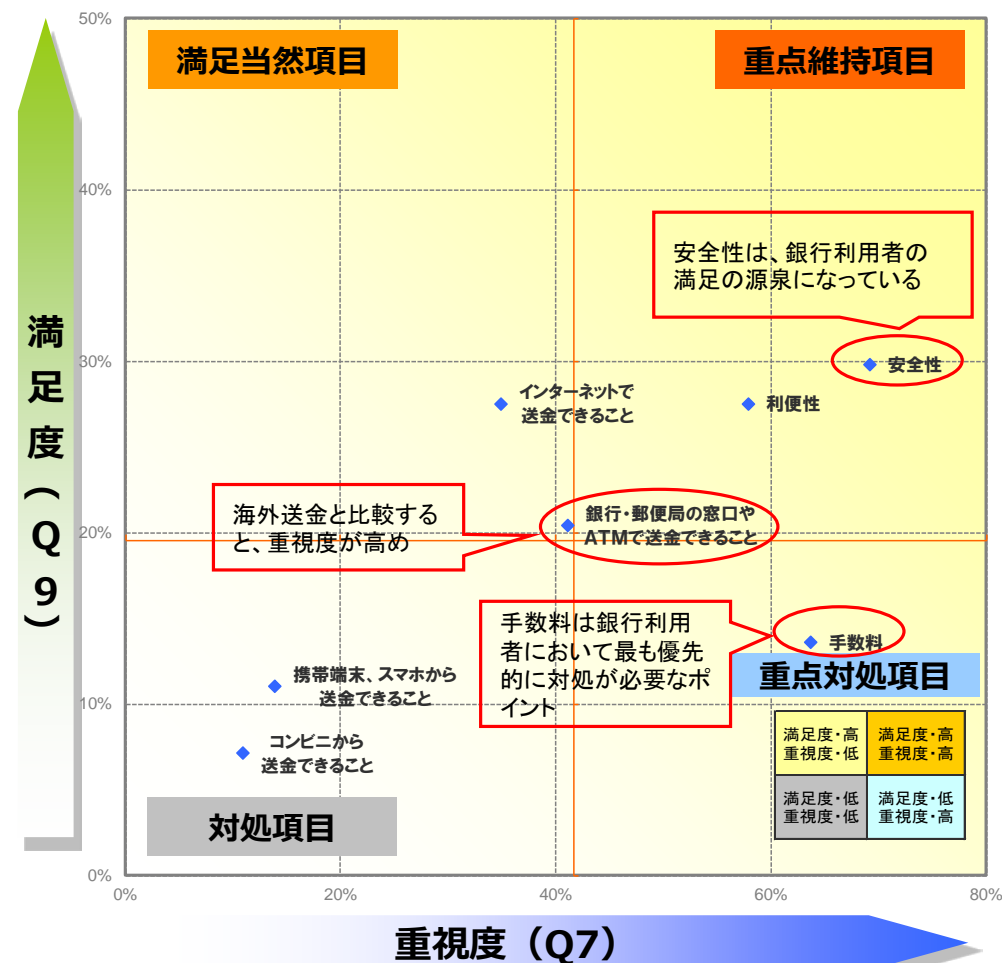 50%
満足当然項目
重点維持項目
40%
安全性は、銀行利用者の
満足の源泉になっている
満足度(Q9)
30%
安全性
インターネットで
送金できること
利便性
海外送金と比較する
と、重視度が高め
銀行・郵便局の窓口や
ATMで送金できること
20%
手数料は銀行利用
者において最も優先
的に対処が必要なポ
イント
手数料
重点対処項目
携帯端末、スマホから
送金できること
10%
コンビニから
送金できること
満足度・高
重視度・低
満足度・高
重視度・高
満足度・低
重視度・低
満足度・低
重視度・高
対処項目
0%
0%
20%
40%
60%
80%
重視度(Q7)